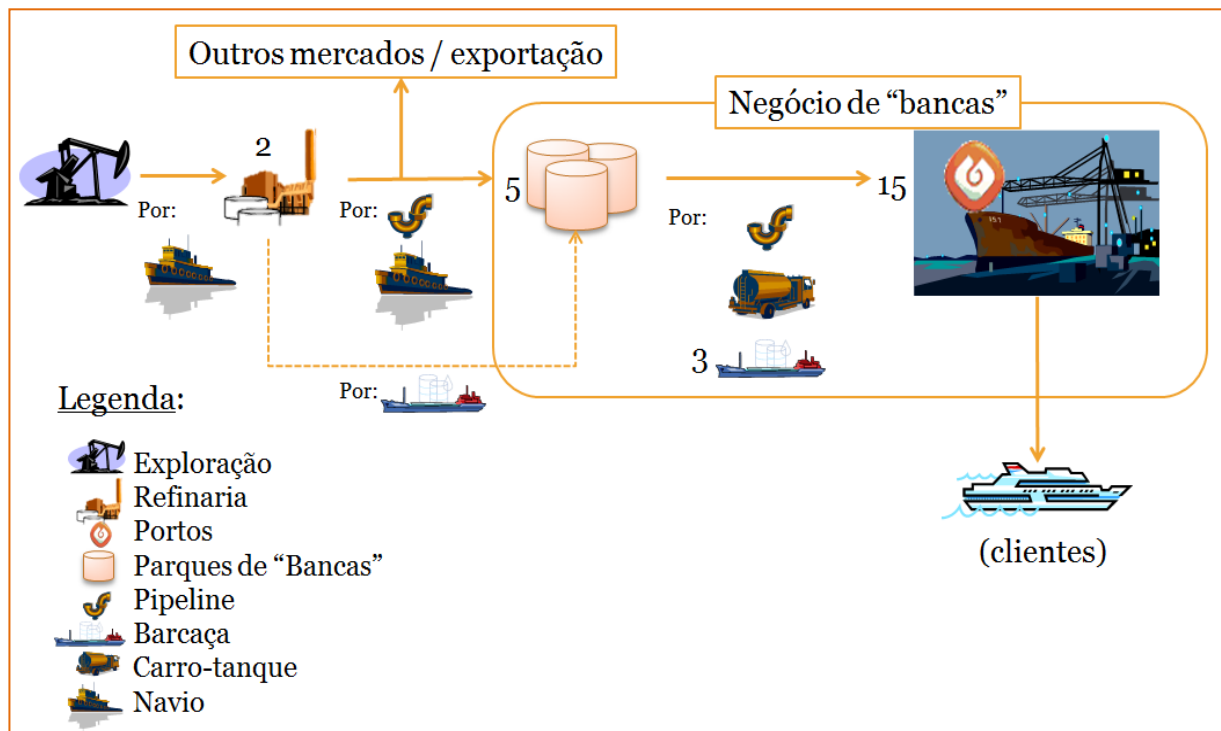 Outros mercados / exportação
Negócio de “bancas”
2
5
15
Por:
Por:
Por:
3
Por:
(clientes)
Legenda:
Exploração
Refinaria
Portos
Parques de “Bancas”
Pipeline
Barcaça
Carro-tanque
Navio